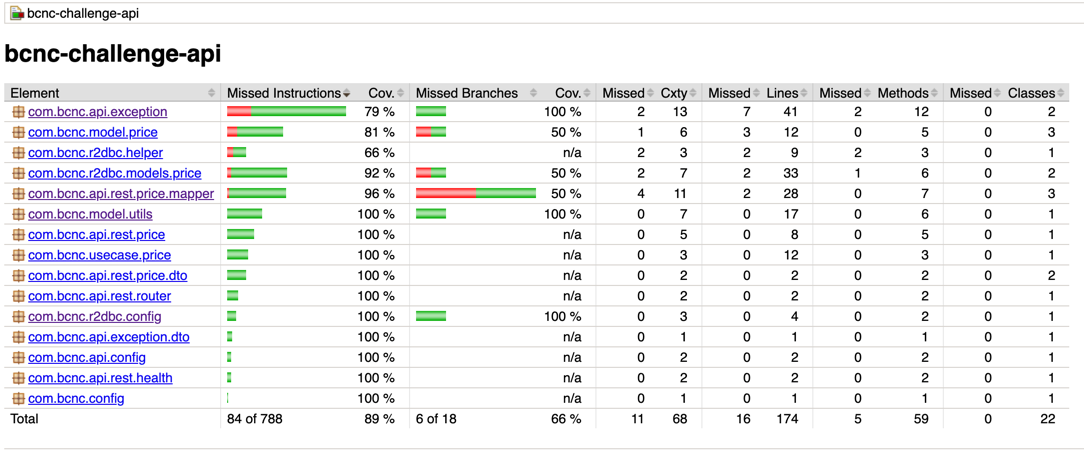 bcnc-challenge-api
bcnc-challenge-api
Element Missed Instructions Cov. Missed Branches Cov. Missed Cxty Missed Lines Missed Methods Missed Classes
com.bcnc.api.exception 79 % 100 % 2 13 7 41 2 12 0 2
com.bcnc.model.price 81 % 50 % 1 6 3 12 0 5 0 3
com.bcnc.r2dbc.helper 66 % n/a 2 3 2 9 2 3 0 1
com.bcnc.r2dbc.models.price 92 % 50 % 2 7 2 33 1 6 0 2
com.bcnc.api.rest.price.mapper 96 % 50 % 4 11 2 28 0 7 0 3
com.bcnc.model.utils 100 % 100 % 0 7 0 17 0 6 0 1
com.bcnc.api.rest.price 100 % n/a 0 5 0 8 0 5 0 1
com.bcnc.usecase.price 100 % n/a 0 3 0 12 0 3 0 1
com.bcnc.api.rest.price.dto 100 % n/a 0 2 0 2 0 2 0 2
com.bcnc.api.rest.router 100 % n/a 0 2 0 2 0 2 0 1
com.bcnc.r2dbc.config 100 % 100 % 0 3 0 4 0 2 0 1
com.bcnc.api.exception.dto 100 % n/a 0 1 0 1 0 1 0 1
com.bcnc.api.config 100 % n/a 0 2 0 2 0 2 0 1
com.bcnc.api.rest.health 100 % n/a 0 2 0 2 0 2 0 1
com.bcnc.config 100 % n/a 0 1 0 1 0 1 0 1
Total 84 of 788 89 % 6 of 18 66 % 11 68 16 174 5 59 0 22